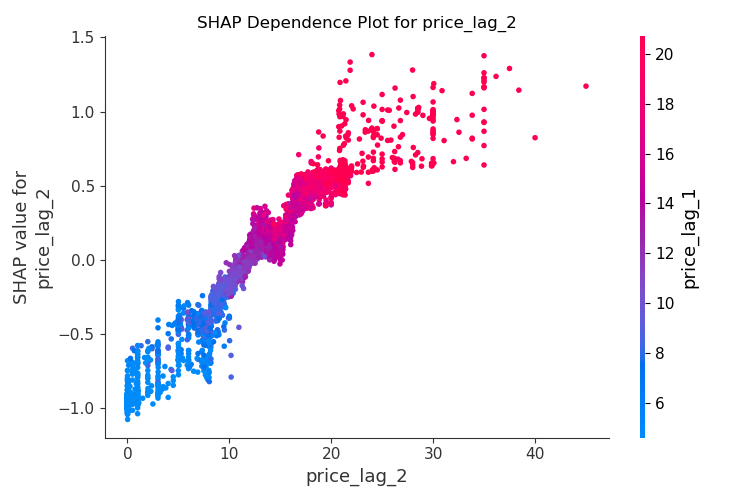 SHAP Dependence Plot for price_lag_2
1.5
1.0
0.5
0.0
−0.5
−1.0
SHAP value for
price_lag_2
0 10 20 30 40
price_lag_2
20
18
16
14
12
10
8
6
price_lag_1